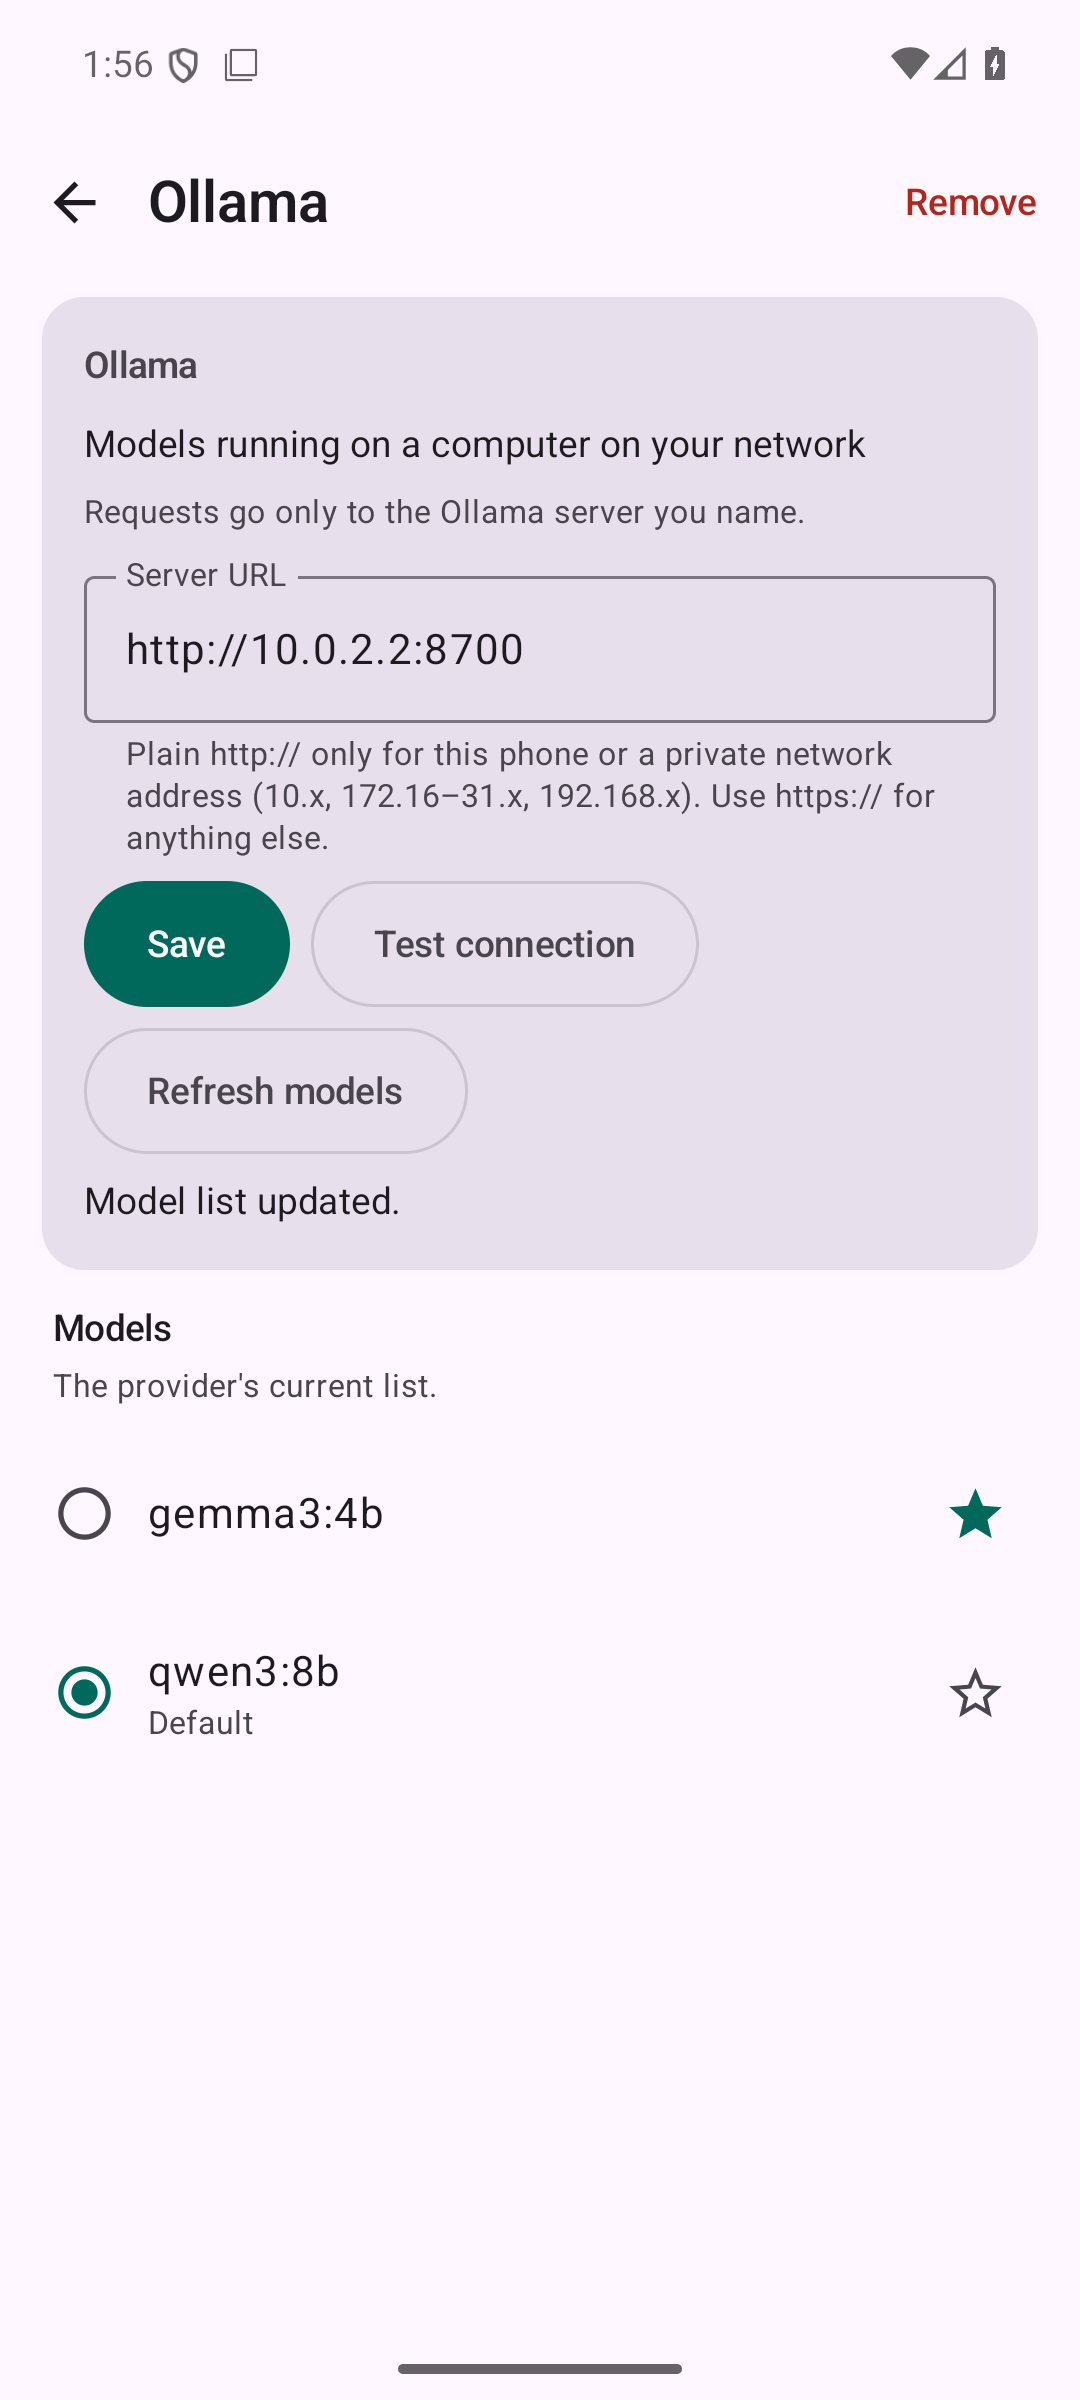 1:56
Ollama
Remove
Ollama
Models running on a computer on your network
Requests go only to the Ollama server you name.
Server URL
http://10.0.2.2:8700
Plain http:// only for this phone or a private network
address (10.x, 172.16–31.x, 192.168.x). Use https:// for
anything else.
Save
Test connection
Refresh models
Model list updated.
Models
The provider's current list.
gemma3:4b
qwen3:8b
Default